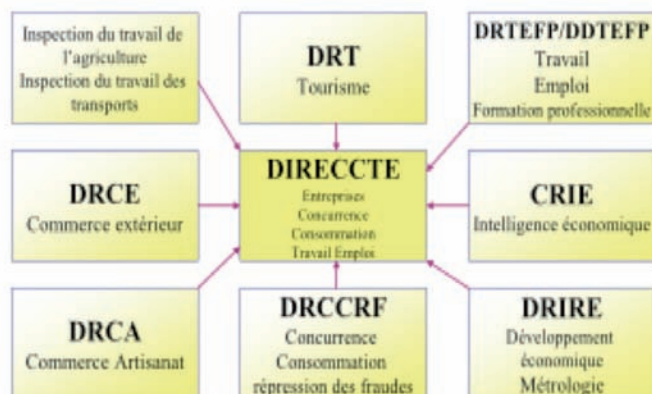 Inspection du travail de
l'agriculture
Inspection du travail des
transports
DRT
Tourisme
DRTEFP/DDTEFP
Travail
Emploi
Formation professionnelle
DRCE
Commerce extérieur
DIRECCTE
Entreprises
Concurrence
Consommation
Travail Emploi
CRIE
Intelligence économique
DRCA
Commerce Artisanat
DRCCRF
Concurrence
Consommation
répression des fraudes
DRIRE
Développement
économique
Métrologie